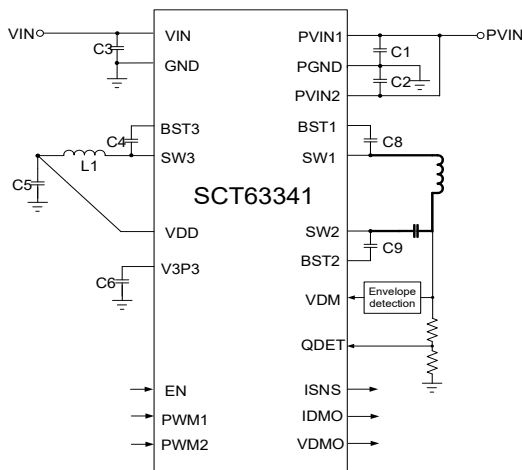 VIN
C3
VIN
GND
PVIN1
PGND
PVIN2
C1
C2
PVIN
BST3
C4
L1
SW3
C5
VDD
V3P3
C6
SCT63341
BST1
C8
SW1
SW2
C9
BST2
VDM
Envelope
detection
QDET
EN
PWM1
PWM2
ISNS
IDMO
VDMO